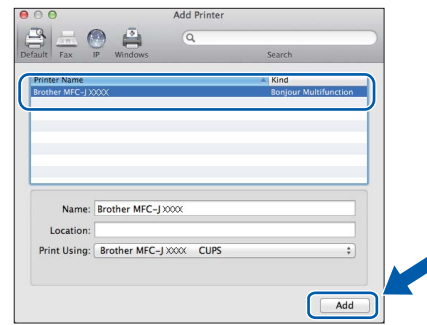 Add Printer
Default Fax IP Windows Search
Printer Name Kind
Brother MFC-J XXXX Bonjour Multifunction
Name: Brother MFC-J XXXX
Location:
Print Using: Brother MFC-J XXXX CUPS
Add